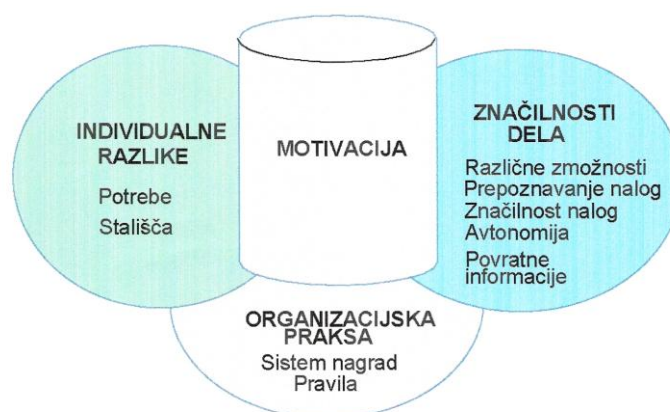 INDIVIDUALNE
RAZLIKE
Potrebe
Stališča
MOTIVACIJA
ZNAČILNOSTI
DELA
Različne zmožnosti
Prepoznavanje nalog
Značilnost nalog
Avtonomija
Povratne
informacije
ORGANIZACIJSKA
PRAKSA
Sistem nagrad
Pravila